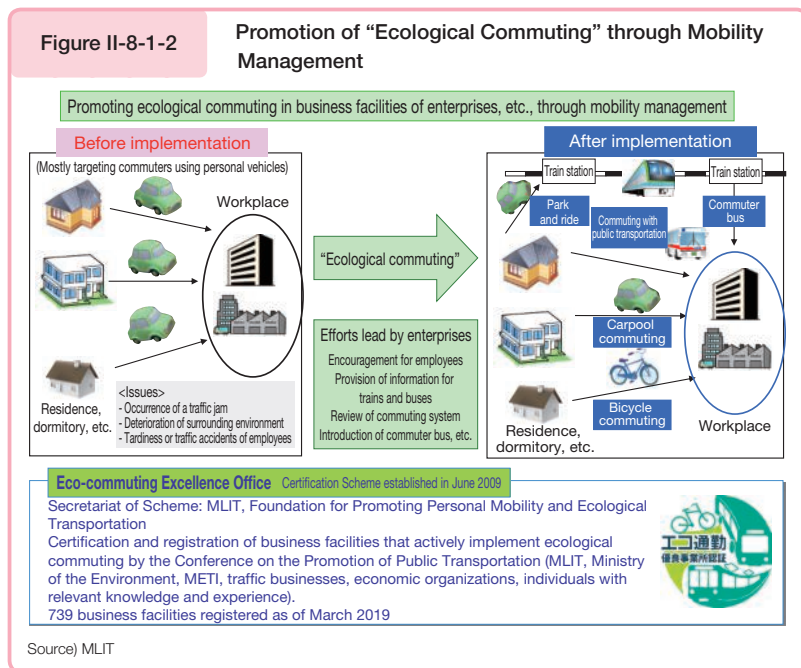 Figure II-8-1-2
Promotion of “Ecological Commuting” through Mobility
Management
Promoting ecological commuting in business facilities of enterprises, etc., through mobility management
Before implementation
(Mostly targeting commuters using personal vehicles)
Workplace
Residence,
dormitory, etc.
<Issues>
- Occurrence of a traffic jam
- Deterioration of surrounding environment
- Tardiness or traffic accidents of employees
“Ecological commuting”
Efforts lead by enterprises
Encouragement for employees
Provision of information for
trains and buses
Review of commuting system
Introduction of commuter bus, etc.
After implementation
Train station
Train station
Park
and ride
Commuting with
public transportation
Commuter
bus
Carpool
commuting
Bicycle
commuting
Residence,
dormitory, etc.
Workplace
Eco-commuting Excellence Office Certification Scheme established in June 2009
Secretariat of Scheme: MLIT, Foundation for Promoting Personal Mobility and Ecological
Transportation
Certification and registration of business facilities that actively implement ecological
commuting by the Conference on the Promotion of Public Transportation (MLIT, Ministry
of the Environment, METI, traffic businesses, economic organizations, individuals with
relevant knowledge and experience).
739 business facilities registered as of March 2019
エコ通勤
優良事業所認証
Source) MLIT